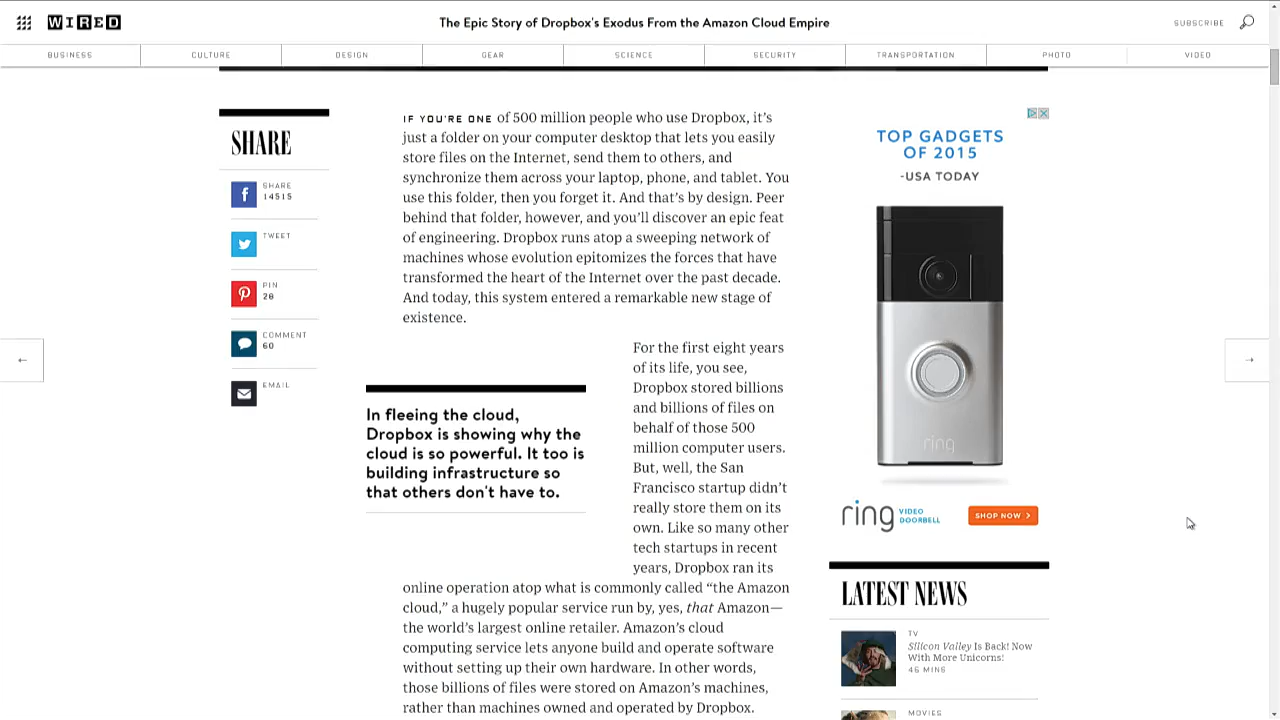 WIRED
The Epic Story of Dropbox's Exodus From the Amazon Cloud Empire
SUBSCRIBE
BUSINESS
CULTURE
DESIGN
GEAR
SCIENCE
SECURITY
TRANSPORTATION
PHOTO
VIDEO
SHARE
SHARE
14515
TWEET
PIN
28
COMMENT
60
EMAIL
IF YOU'RE ONE of 500 million people who use Dropbox, it's
just a folder on your computer desktop that lets you easily
store files on the Internet, send them to others, and
synchronize them across your laptop, phone, and tablet. You
use this folder, then you forget it. And that's by design. Peer
behind that folder, however, and you'll discover an epic feat
of engineering. Dropbox runs atop a sweeping network of
machines whose evolution epitomizes the forces that have
transformed the heart of the Internet over the past decade.
And today, this system entered a remarkable new stage of
existence.
In fleeing the cloud,
Dropbox is showing why the
cloud is so powerful. It too is
building infrastructure so
that others don't have to.
For the first eight years
of its life, you see,
Dropbox stored billions
and billions of files on
behalf of those 500
million computer users.
But, well, the San
Francisco startup didn't
really store them on its
own. Like so many other
tech startups in recent
years, Dropbox ran its
online operation atop what is commonly called “the Amazon
cloud,” a hugely popular service run by, yes, that Amazon—
the world's largest online retailer. Amazon's cloud
computing service lets anyone build and operate software
without setting up their own hardware. In other words,
those billions of files were stored on Amazon's machines,
rather than machines owned and operated by Dropbox.
TOP GADGETS
OF 2015
-USA TODAY
ring
ring
VIDEO
DOORBELL
SHOP NOW >
LATEST NEWS
TV
Silicon Valley Is Back! Now
With More Unicorns!
46 MINS
MOVIES